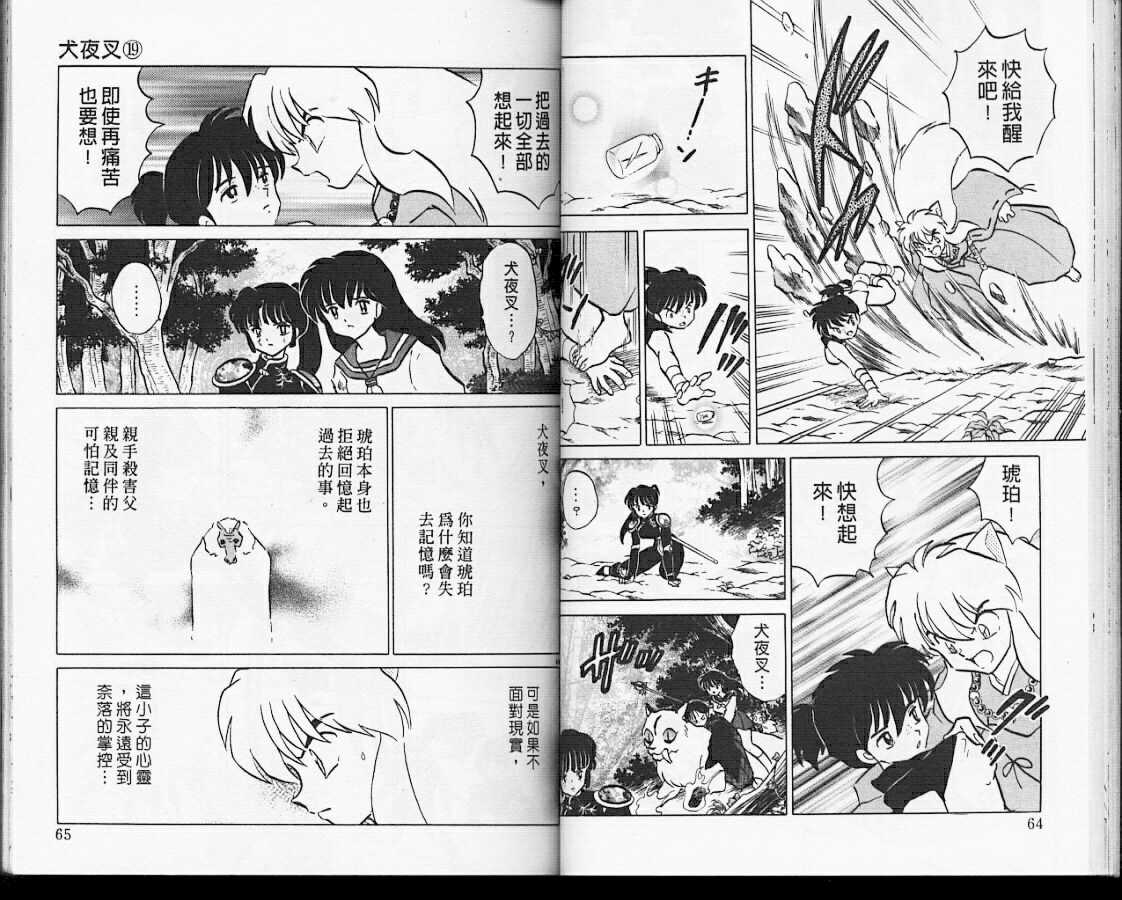 快給我醒
來吧！
キン
琥珀！
快想起
來！
…?
犬夜叉…
64
犬夜叉⑲
把過去的
一切全部
想起來！
即使再痛苦
也要想！
犬夜叉…?
……
犬夜叉，
你知道琥珀
爲什麼會失
去記憶嗎？
琥珀本身也
拒絕回憶起
過去的事。
親手殺害父
親及同伴的
可怕記憶…
可是如果不
面對現實，
這小子的心靈
，將永遠受到
奈落的掌控…
65